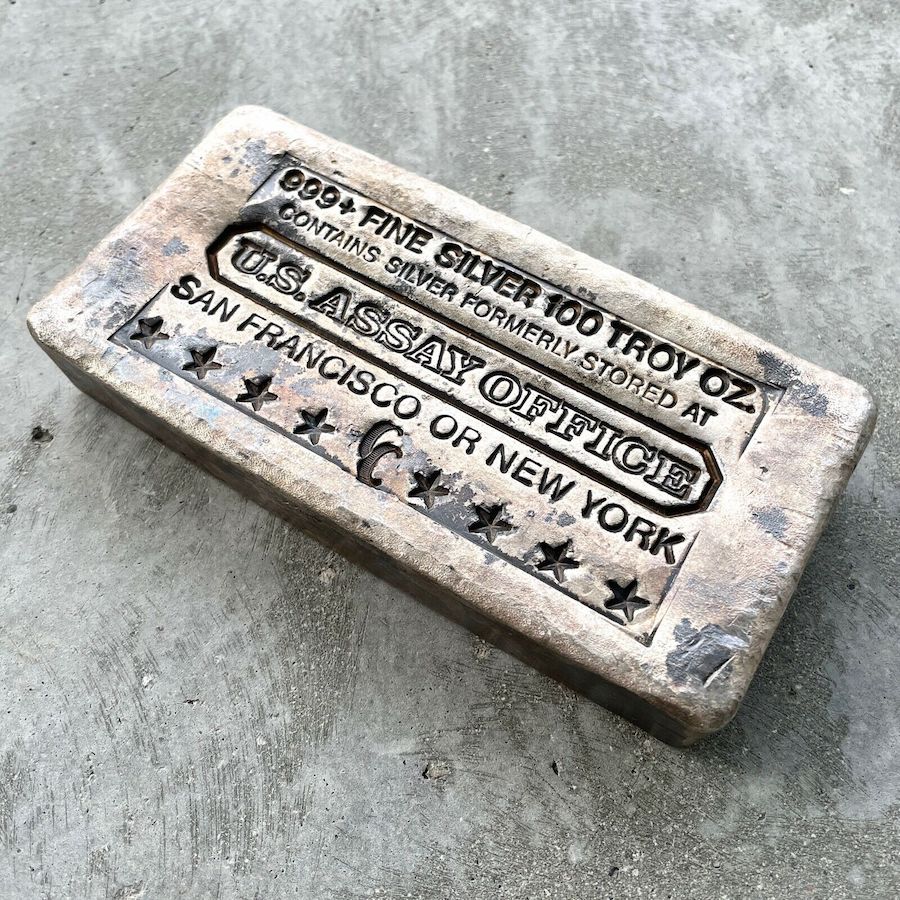 999+ FINE SILVER 100 TROY OZ.
CONTAINS SILVER FORMERLY STORED AT
U.S. ASSAY OFFICE
SAN FRANCISCO OR NEW YORK